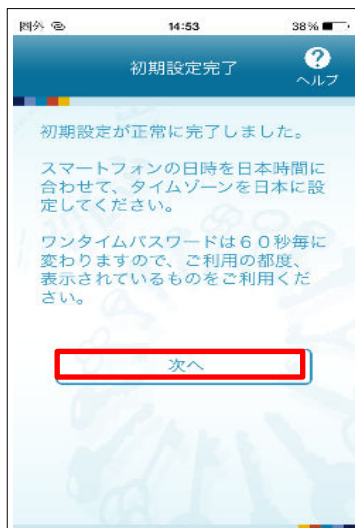 圏外 14:53 38%
初期設定完了
?
ヘルプ
初期設定が正常に完了しました。
スマートフォンの日時を日本時間に
合わせて、タイムゾーンを日本に設
定してください。
ワンタイムパスワードは６０秒毎に
変わりますので、ご利用の都度、
表示されているものをご利用くだ
さい。
次へ